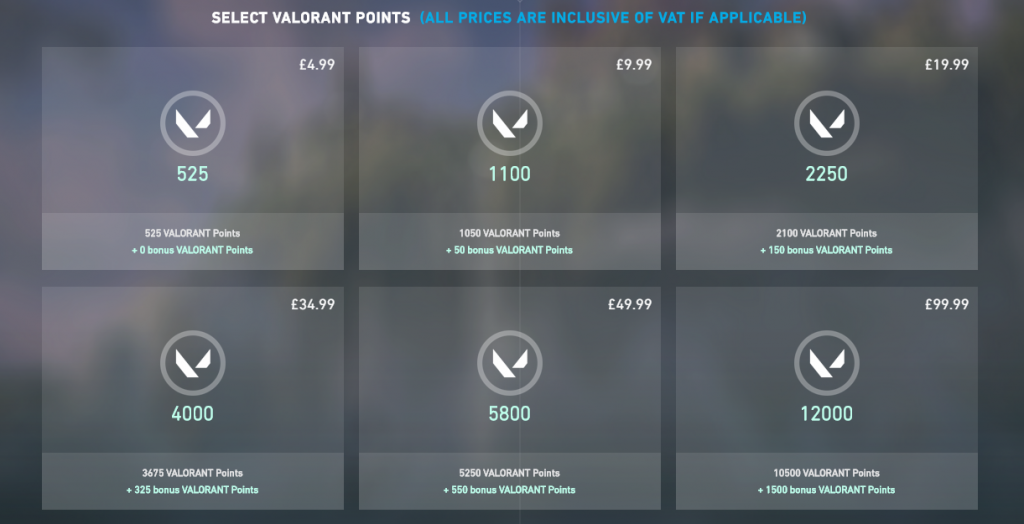 SELECT VALORANT POINTS (ALL PRICES ARE INCLUSIVE OF VAT IF APPLICABLE)
£4.99
525
525 VALORANT Points
+ 0 bonus VALORANT Points
£9.99
1100
1050 VALORANT Points
+ 50 bonus VALORANT Points
£19.99
2250
2100 VALORANT Points
+ 150 bonus VALORANT Points
£34.99
4000
3675 VALORANT Points
+ 325 bonus VALORANT Points
£49.99
5800
5250 VALORANT Points
+ 550 bonus VALORANT Points
£99.99
12000
10500 VALORANT Points
+ 1500 bonus VALORANT Points